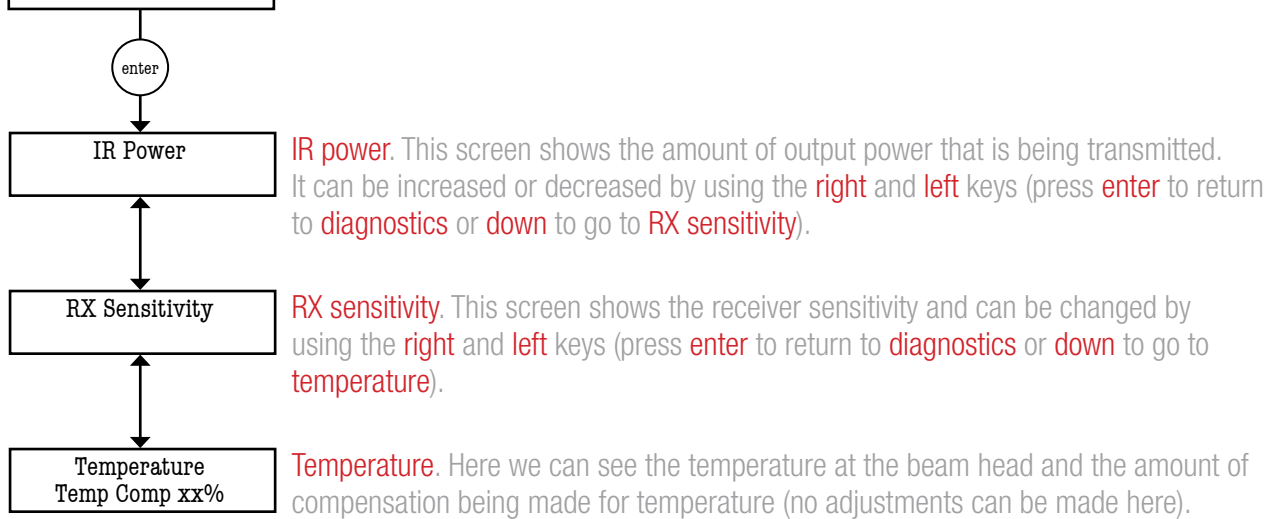 enter
IR Power
IR power. This screen shows the amount of output power that is being transmitted.
It can be increased or decreased by using the right and left keys (press enter to return
to diagnostics or down to go to RX sensitivity).
RX Sensitivity
RX sensitivity. This screen shows the receiver sensitivity and can be changed by
using the right and left keys (press enter to return to diagnostics or down to go to
temperature).
Temperature
Temp Comp xx%
Temperature. Here we can see the temperature at the beam head and the amount of
compensation being made for temperature (no adjustments can be made here).